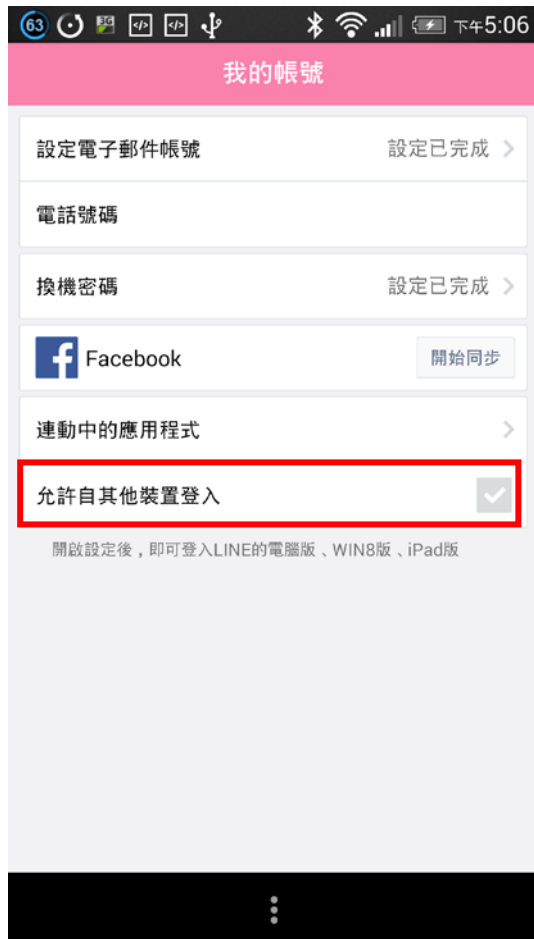 63 3G </> </> 下午5:06
我的帳號
設定電子郵件帳號 設定已完成
電話號碼
換機密碼 設定已完成
f Facebook 開始同步
連動中的應用程式
允許自其他裝置登入
開啟設定後，即可登入LINE的電腦版、WIN8版、iPad版